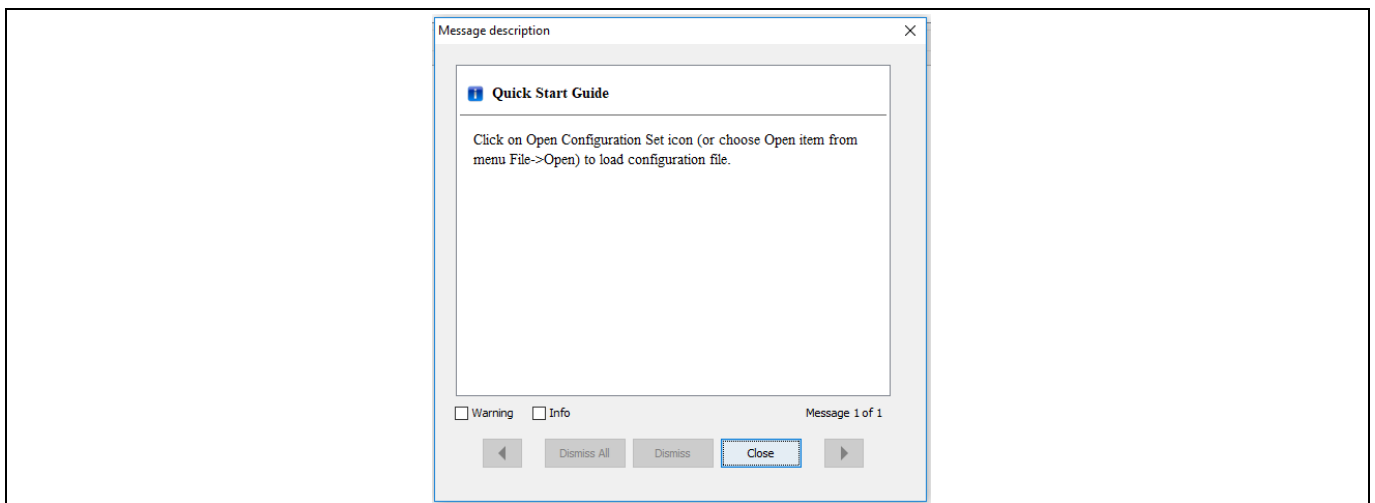 Message description
Quick Start Guide
Click on Open Configuration Set icon (or choose Open item from
menu File->Open) to load configuration file.
Warning Info Message 1 of 1
Dismiss All Dismiss Close